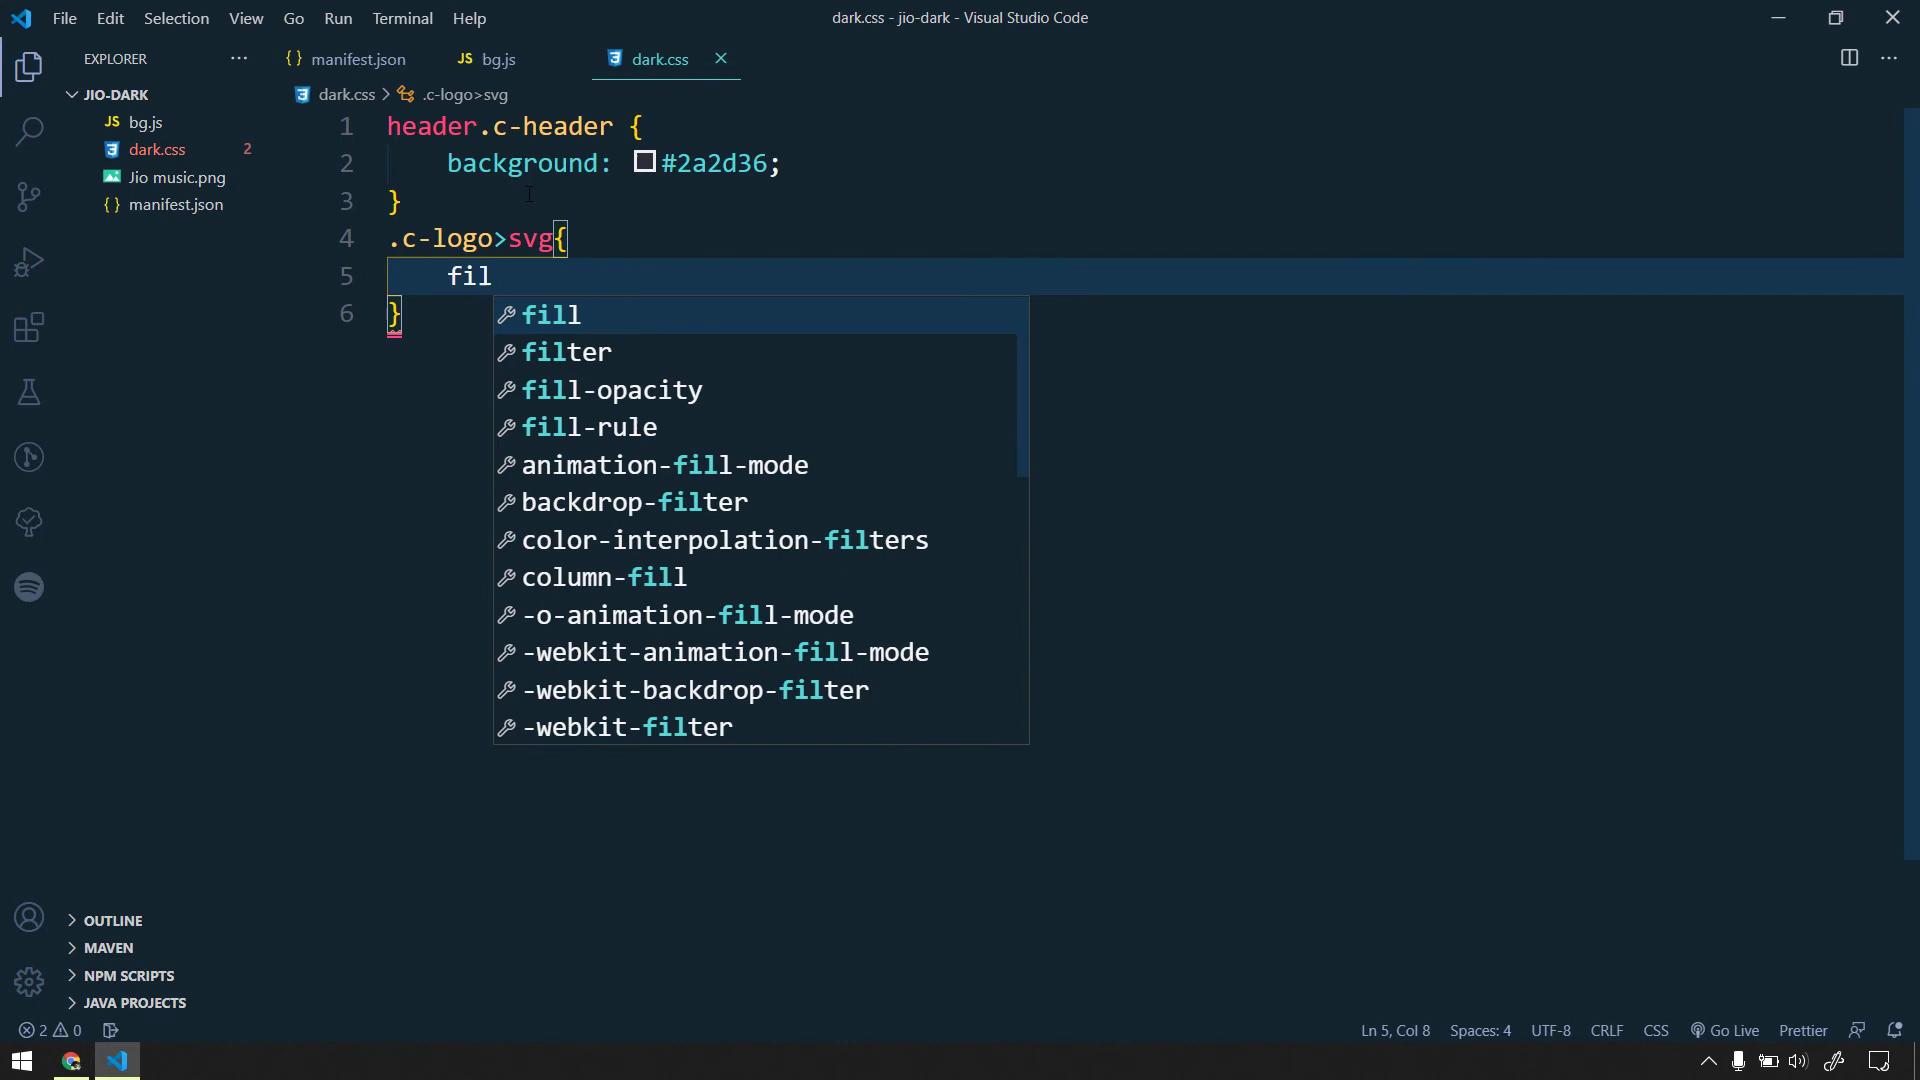 File Edit Selection View Go Run Terminal Help dark.css - jio-dark - Visual Studio Code
EXPLORER ··· { } manifest.json JS bg.js dark.css ×
JIO-DARK dark.css > .c-logo>svg
JS bg.js
dark.css 2
Jio music.png
{ } manifest.json
1 header.c-header {
2 background: #2a2d36;
3 }
4 .c-logo>svg{
5 fil
6 }
fill
filter
fill-opacity
fill-rule
animation-fill-mode
backdrop-filter
color-interpolation-filters
column-fill
-o-animation-fill-mode
-webkit-animation-fill-mode
-webkit-backdrop-filter
-webkit-filter
OUTLINE
MAVEN
NPM SCRIPTS
JAVA PROJECTS
2 0 Ln 5, Col 8 Spaces: 4 UTF-8 CRLF CSS Go Live Prettier